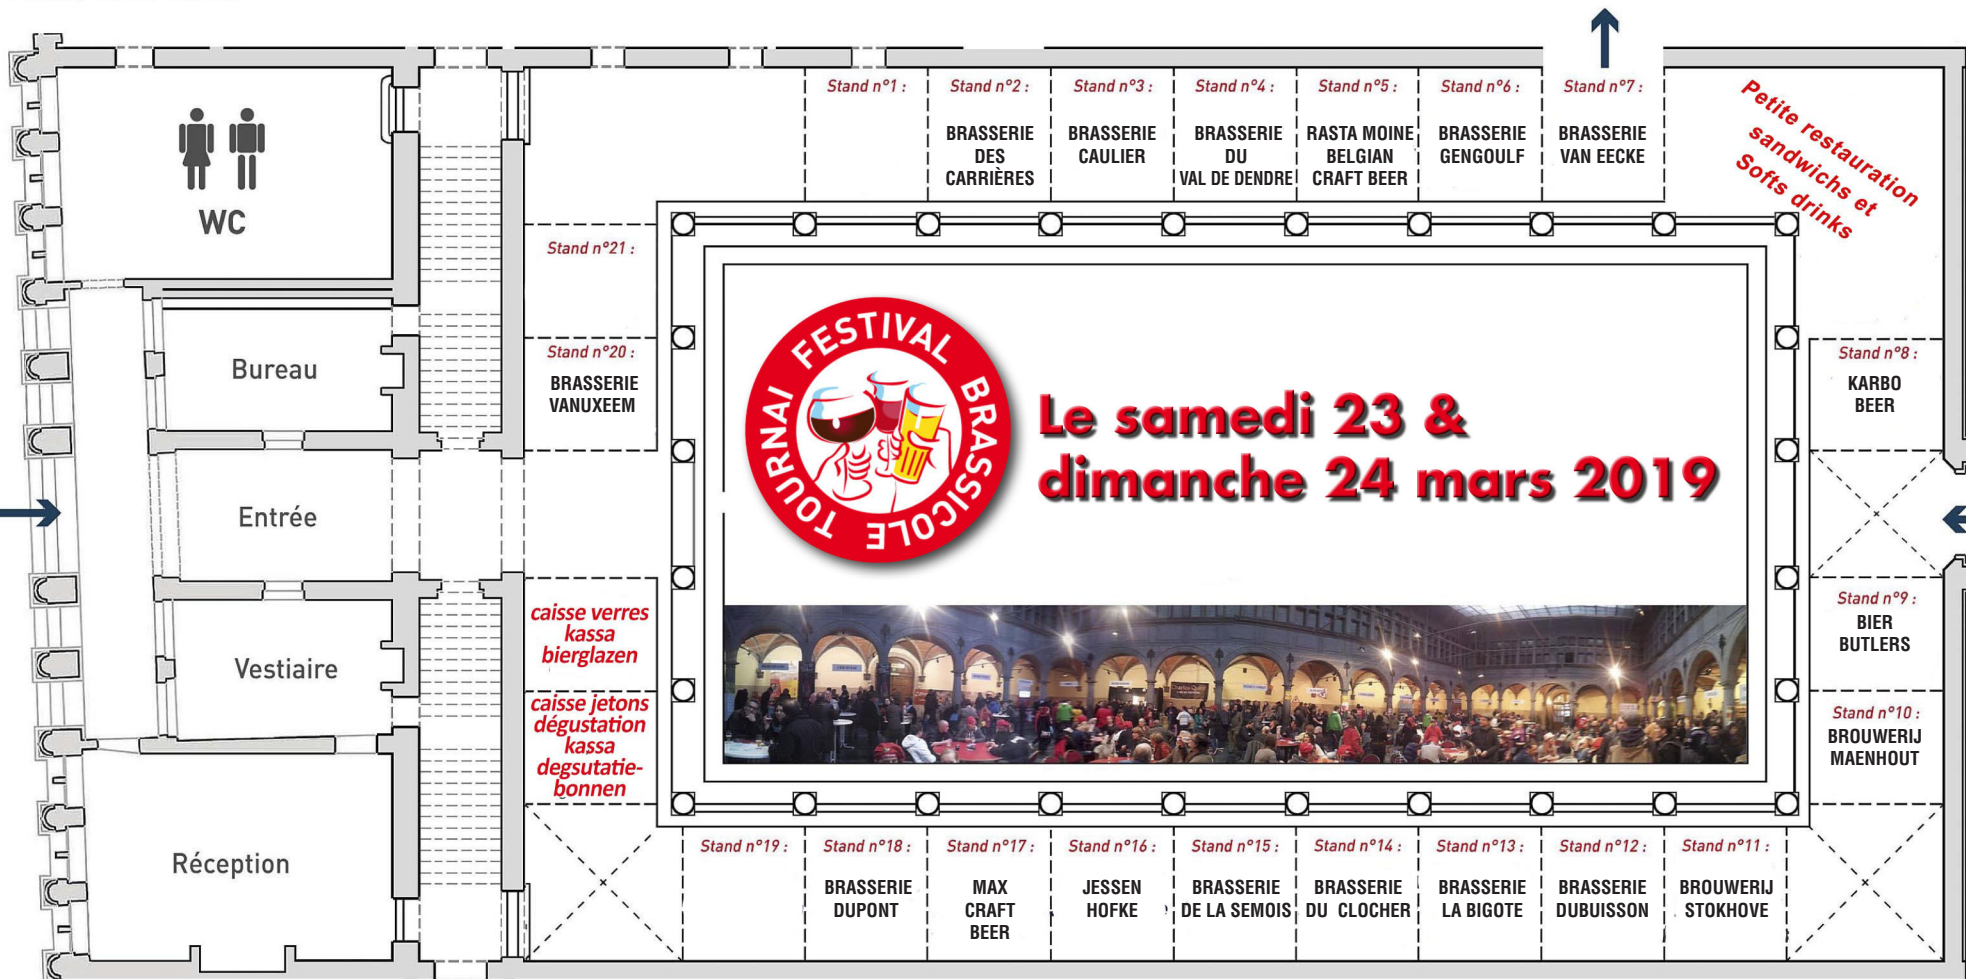 Stand n°1 :
Stand n°2 :
BRASSERIE
DES
CARRIÈRES
Stand n°3 :
BRASSERIE
CAULIER
Stand n°4 :
BRASSERIE
DU
VAL DE DENDRE
Stand n°5 :
RASTA MOINE
BELGIAN
CRAFT BEER
Stand n°6 :
BRASSERIE
GENGOULF
Stand n°7 :
BRASSERIE
VAN EECKE
Petite restauration
sandwichs et
Softs drinks
WC
Stand n°21 :
Bureau
Stand n°20 :
BRASSERIE
VANUXEEM
TOURNAI FESTIVAL BRASSICOLE
Le samedi 23 &
dimanche 24 mars 2019
Stand n°8 :
KARBO
BEER
Entrée
Vestiaire
caisse verres
kassa
bierglazen
caisse jetons
dégustation
kassa
degsutatie-
bonnen
Stand n°9 :
BIER
BUTLERS
Stand n°10 :
BROUWERIJ
MAENHOUT
Réception
Stand n°19 :
Stand n°18 :
BRASSERIE
DUPONT
Stand n°17 :
MAX
CRAFT
BEER
Stand n°16 :
JESSEN
HOFKE
Stand n°15 :
BRASSERIE
DE LA SEMOIS
Stand n°14 :
BRASSERIE
DU CLOCHER
Stand n°13 :
BRASSERIE
LA BIGOTE
Stand n°12 :
BRASSERIE
DUBUISSON
Stand n°11 :
BROUWERIJ
STOKHOVE